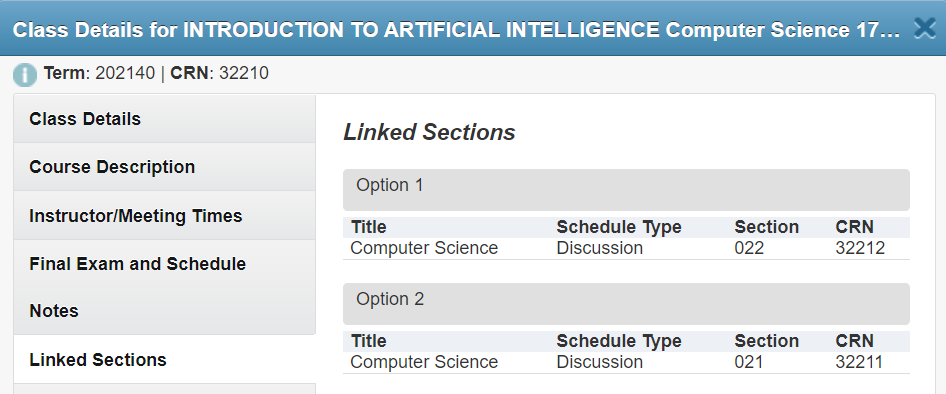 Class Details for INTRODUCTION TO ARTIFICIAL INTELLIGENCE Computer Science 17...
Term: 202140 | CRN: 32210
Class Details
Course Description
Instructor/Meeting Times
Final Exam and Schedule
Notes
Linked Sections
Linked Sections
Option 1
Title Schedule Type Section CRN
Computer Science Discussion 022 32212
Option 2
Title Schedule Type Section CRN
Computer Science Discussion 021 32211